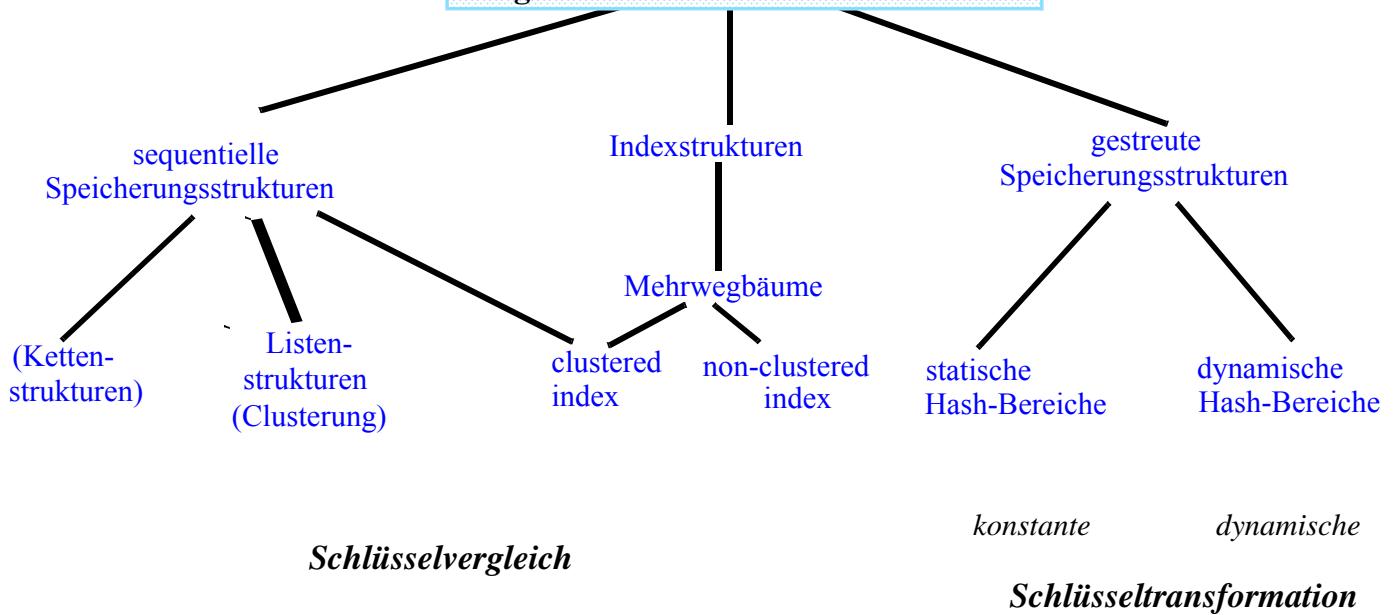 sequentielle
Speicherungsstrukturen
Indexstrukturen
gestreute
Speicherungsstrukturen
Mehrwegbäume
(Ketten-
strukturen)
Listen-
strukturen
(Clusterung)
clustered
index
non-clustered
index
statische
Hash-Bereiche
dynamische
Hash-Bereiche
konstante
dynamische
Schlüsselvergleich
Schlüsseltransformation